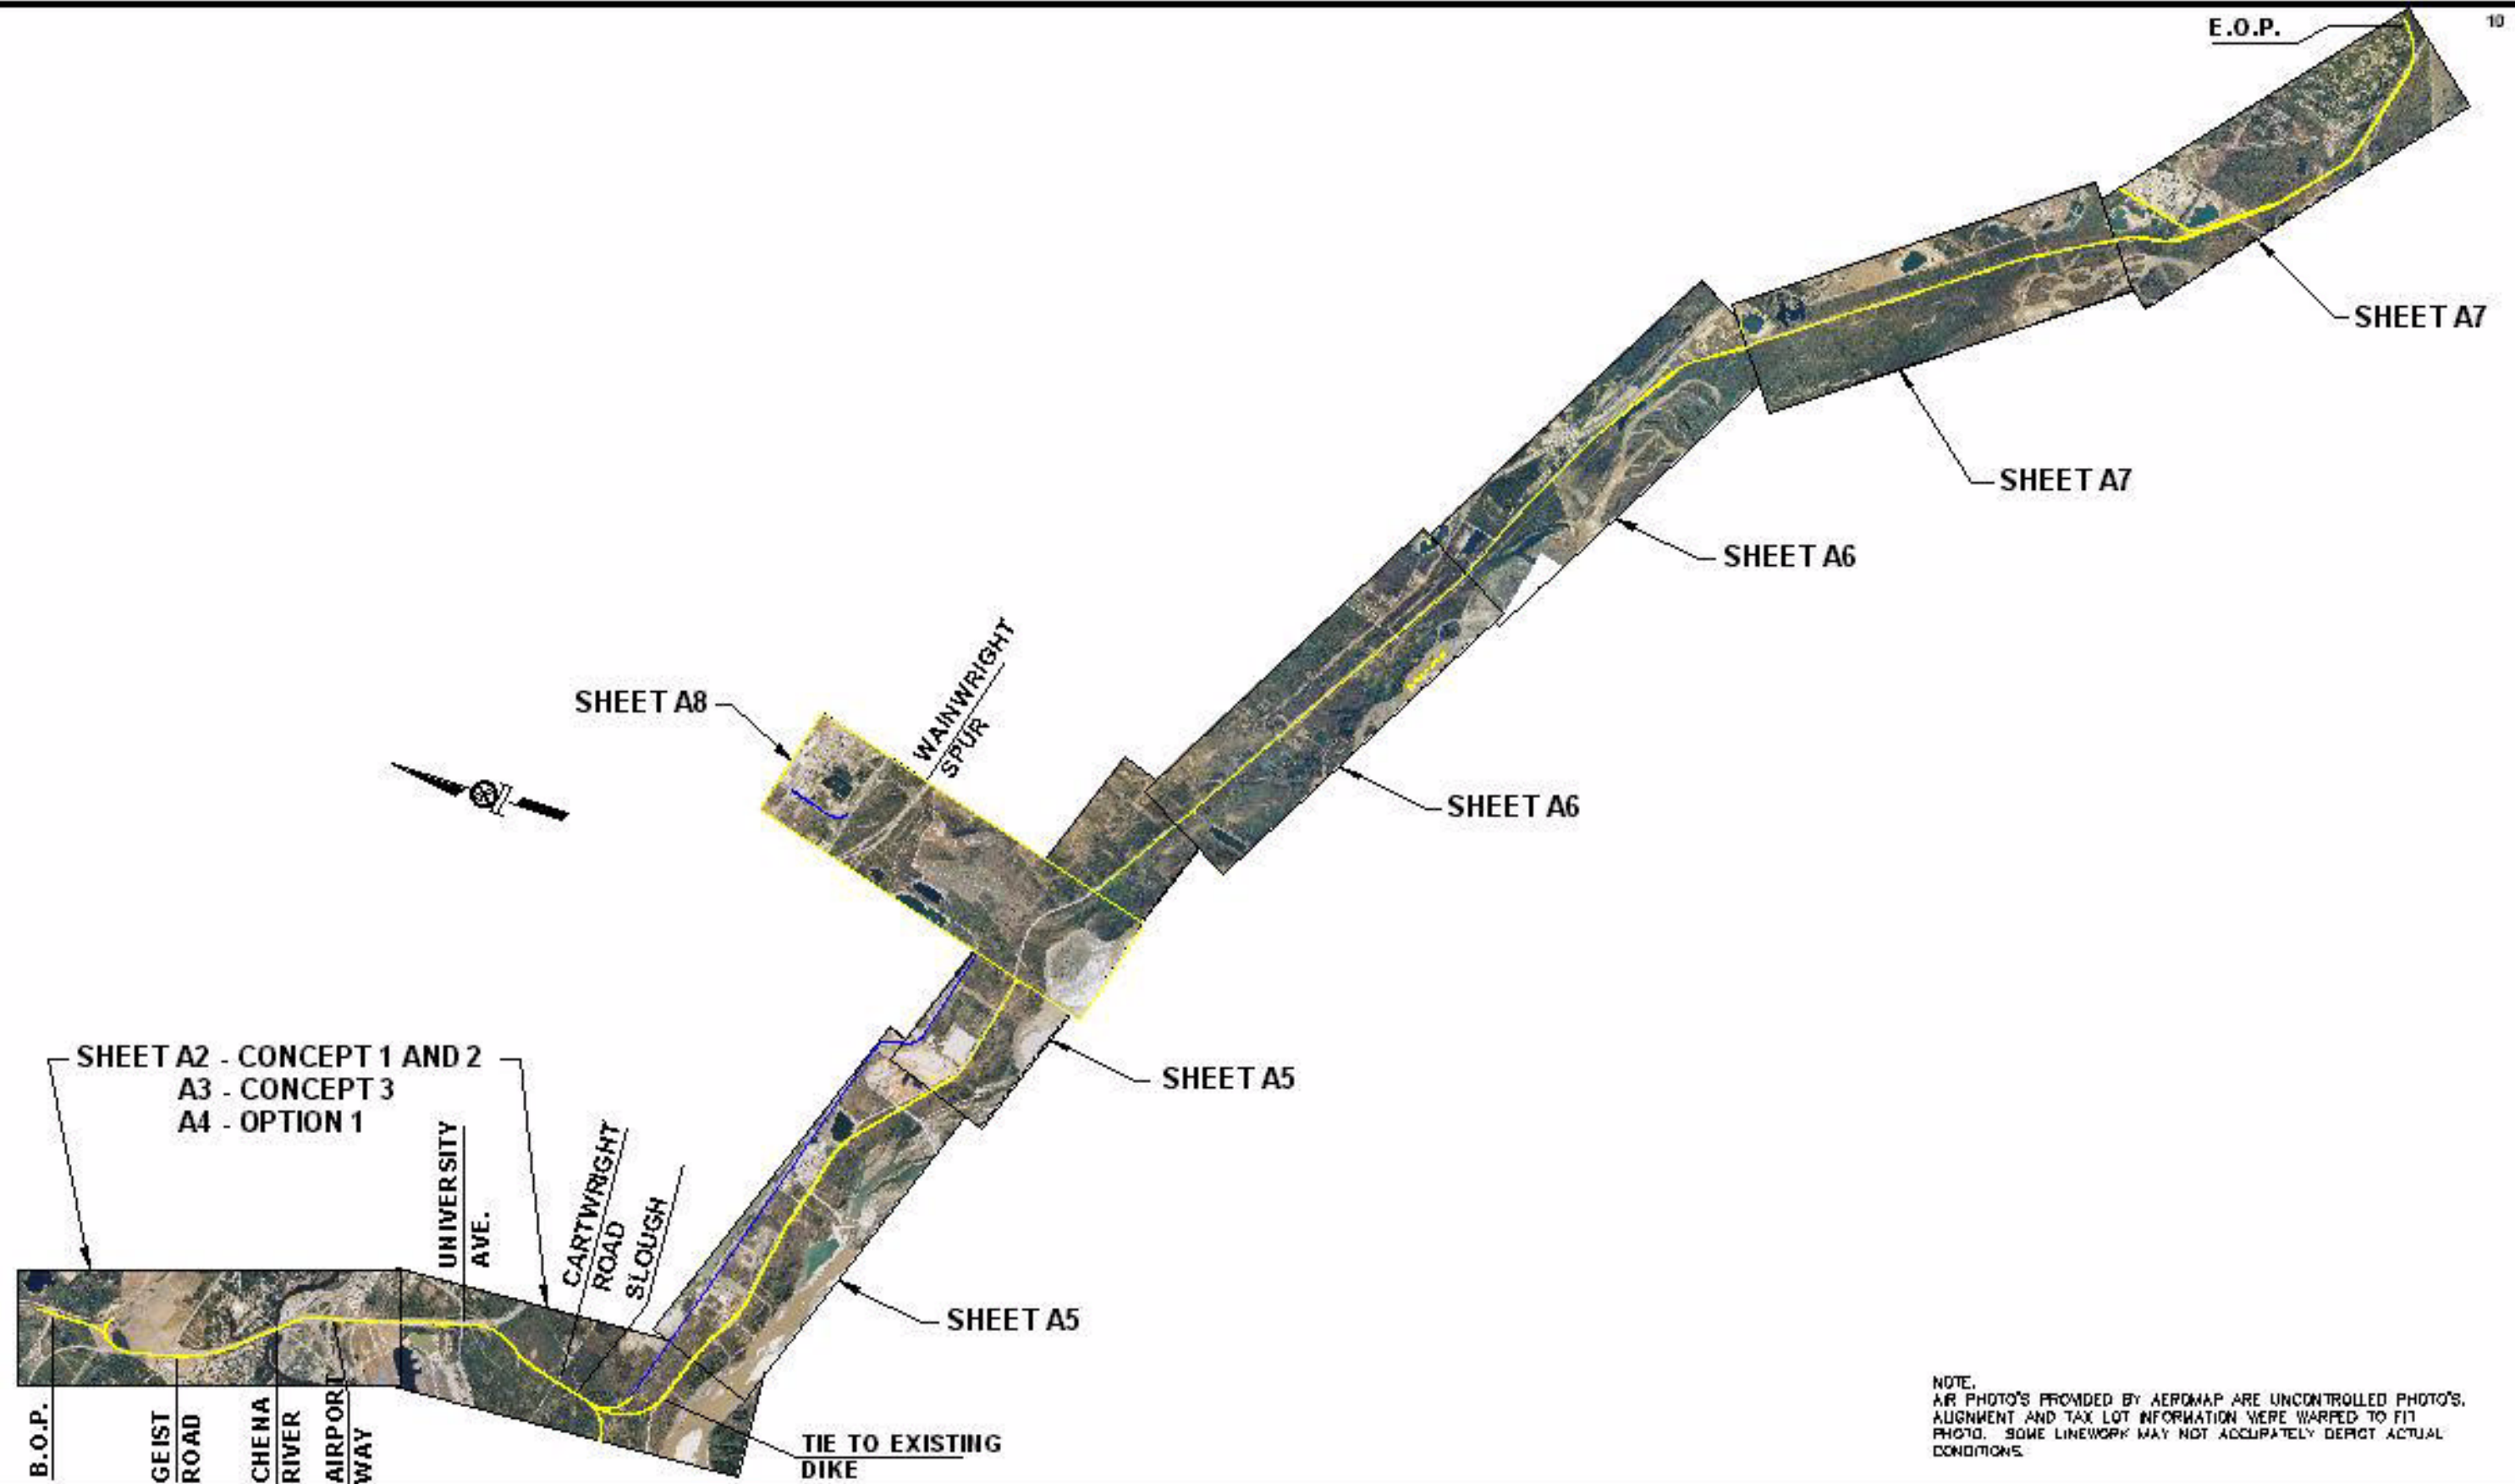 E.O.P.
10
SHEET A7
SHEET A7
SHEET A6
SHEET A6
WAINWRIGHT
SPUR
SHEET A8
SHEET A5
SHEET A2 - CONCEPT 1 AND 2
A3 - CONCEPT 3
A4 - OPTION 1
UNIVERSITY
AVE.
CARTWRIGHT
ROAD
SLOUGH
SHEET A5
B.O.P.
GEIST
ROAD
CHENA
RIVER
AIRPORT
WAY
TIE TO EXISTING
DIKE
NOTE.
AIR PHOTO'S PROVIDED BY AEROMAP ARE UNCONTROLLED PHOTO'S.
ALIGNMENT AND TAX LOT INFORMATION WERE WARPED TO FIT
PHOTO. SOME LINEWORK MAY NOT ACCURATELY DEPICT ACTUAL
CONDITIONS.